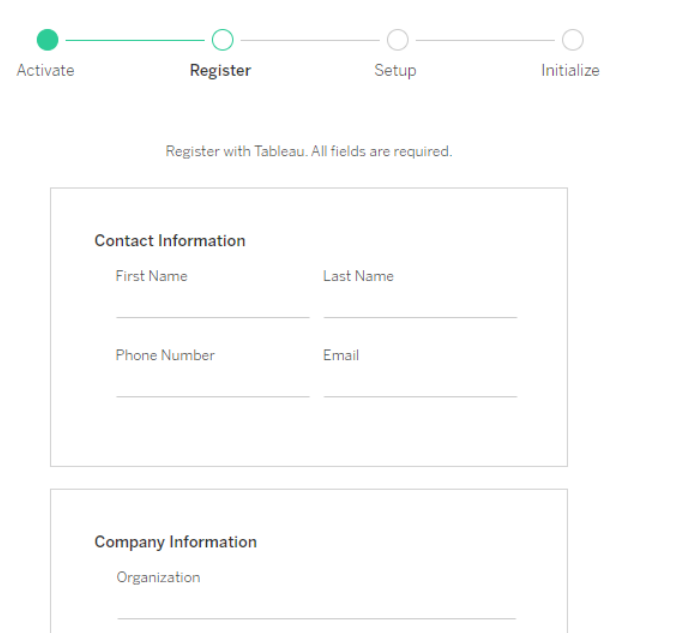 Activate Register Setup Initialize
Register with Tableau. All fields are required.
Contact Information
First Name Last Name
Phone Number Email
Company Information
Organization